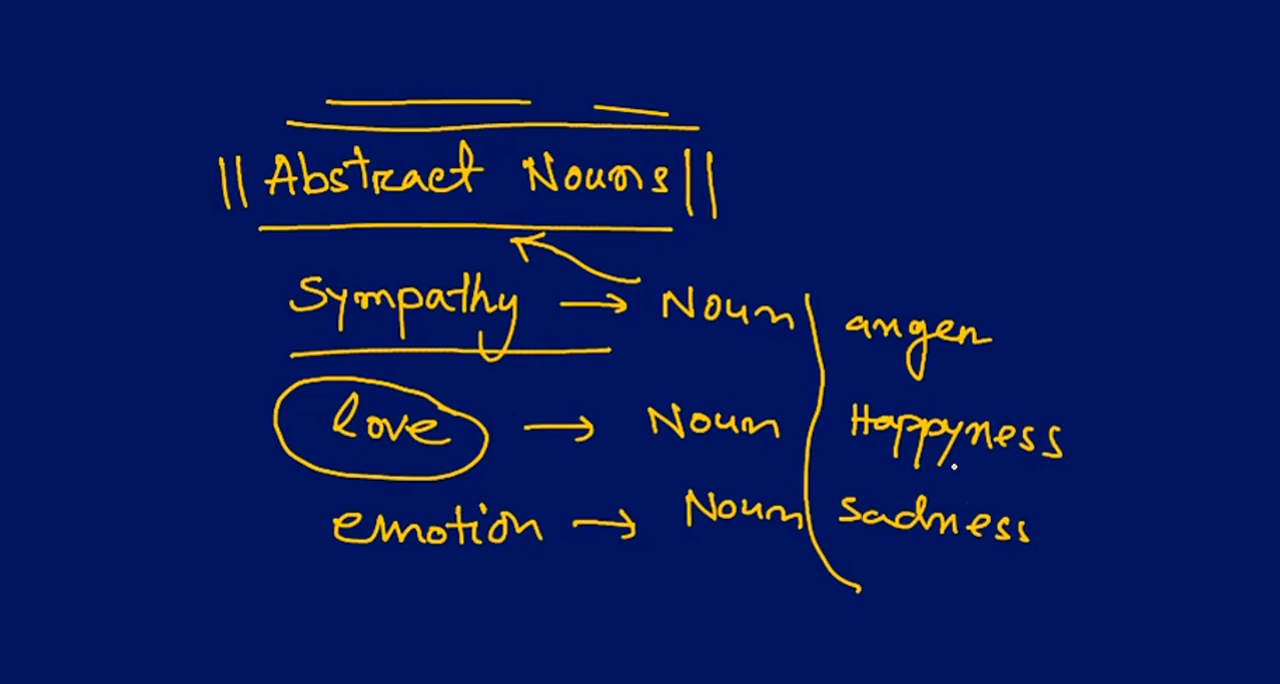 Abstract Nouns
Sympathy → Noun
love → Noun
emotion → Noun
anger
Happyness
sadness